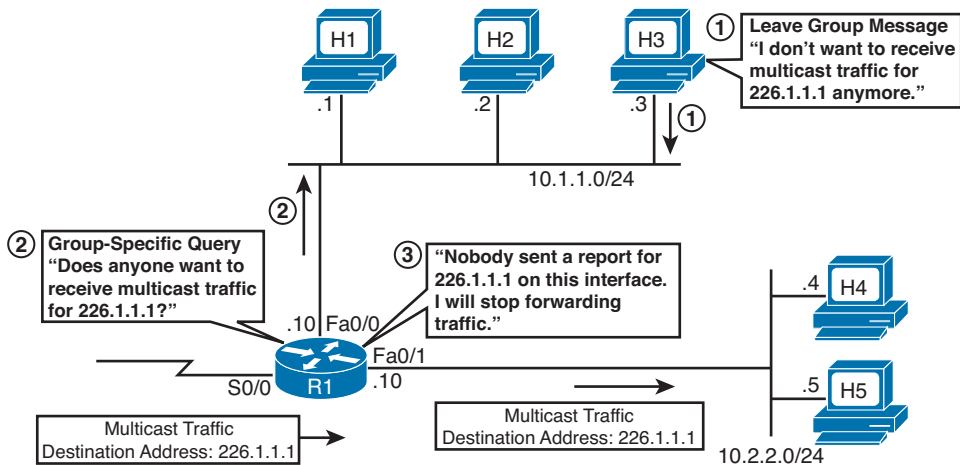 H1
H2
H3
1
Leave Group Message
“I don’t want to receive
multicast traffic for
226.1.1.1 anymore.”
.1
.2
.3
1
10.1.1.0/24
2
2
Group-Specific Query
“Does anyone want to
receive multicast traffic
for 226.1.1.1?”
3
“Nobody sent a report for
226.1.1.1 on this interface.
I will stop forwarding
traffic.”
.4
H4
.10
Fa0/0
Fa0/1
.10
S0/0
R1
.5
H5
Multicast Traffic
Destination Address: 226.1.1.1
Multicast Traffic
Destination Address: 226.1.1.1
10.2.2.0/24